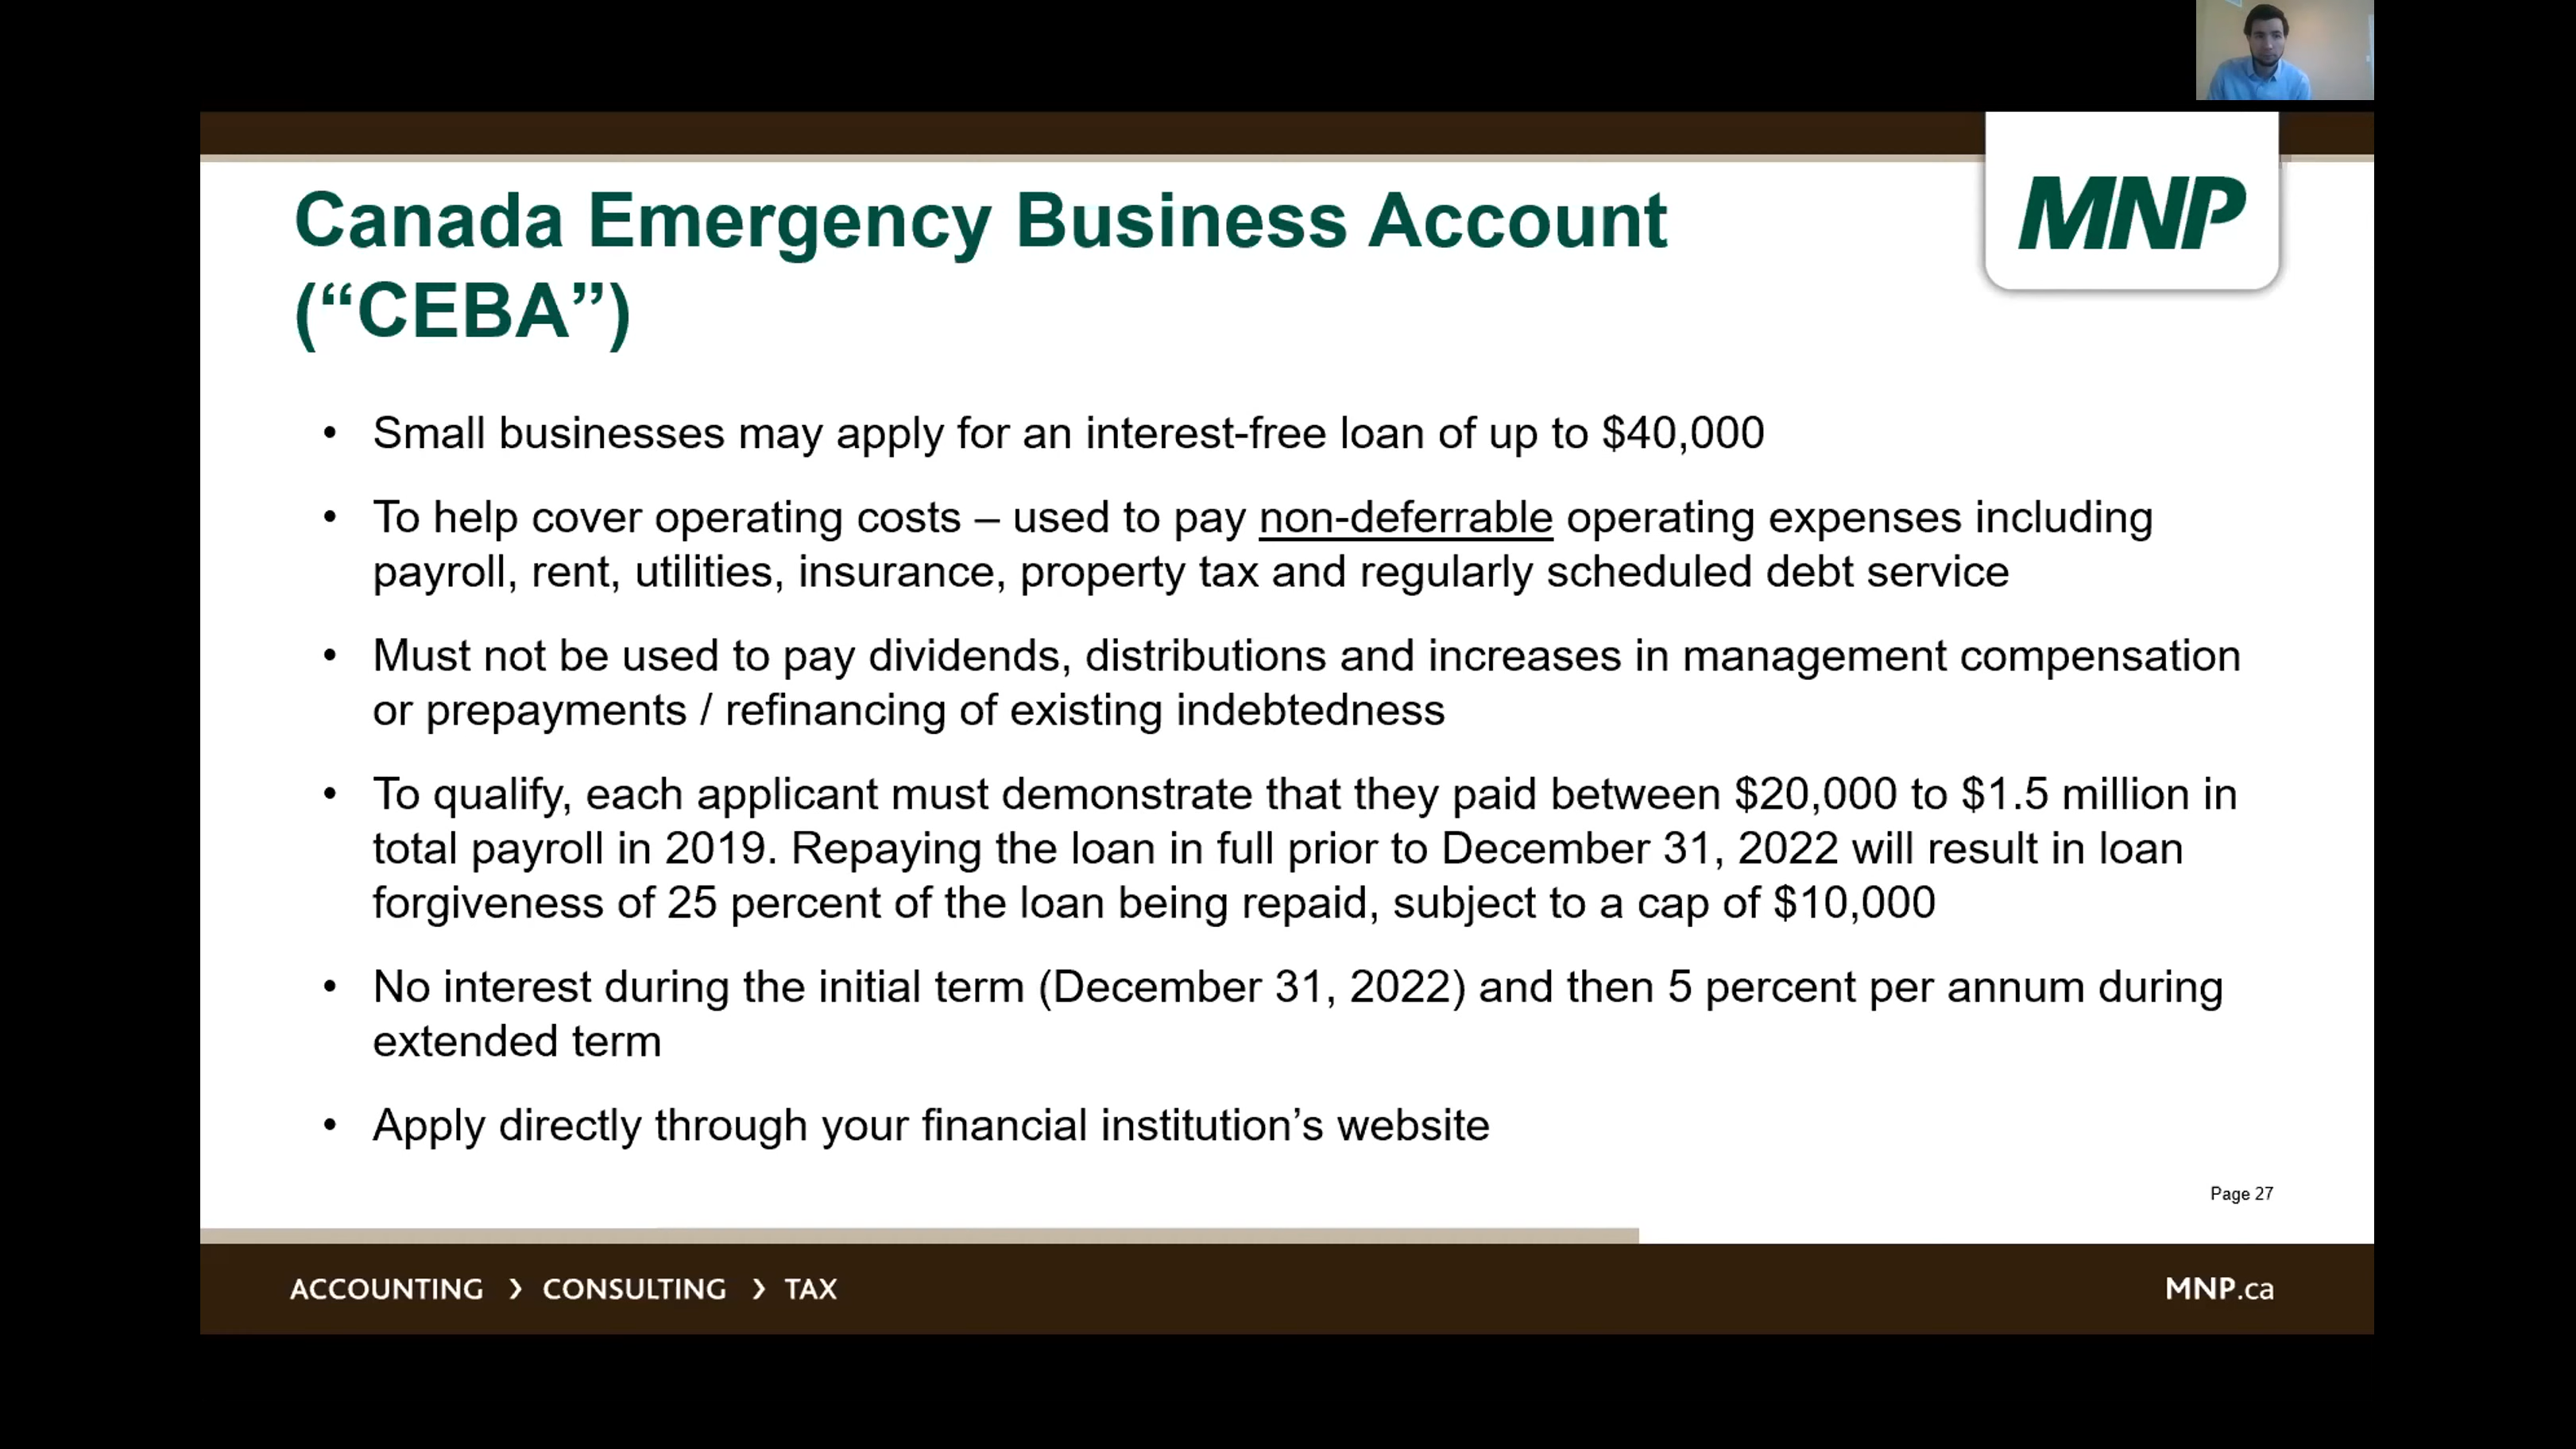 MNP
Canada Emergency Business Account
(“CEBA”)
• Small businesses may apply for an interest-free loan of up to $40,000
• To help cover operating costs – used to pay non-deferrable operating expenses including
payroll, rent, utilities, insurance, property tax and regularly scheduled debt service
• Must not be used to pay dividends, distributions and increases in management compensation
or prepayments / refinancing of existing indebtedness
• To qualify, each applicant must demonstrate that they paid between $20,000 to $1.5 million in
total payroll in 2019. Repaying the loan in full prior to December 31, 2022 will result in loan
forgiveness of 25 percent of the loan being repaid, subject to a cap of $10,000
• No interest during the initial term (December 31, 2022) and then 5 percent per annum during
extended term
• Apply directly through your financial institution’s website
Page 27
ACCOUNTING › CONSULTING › TAX
MNP.ca